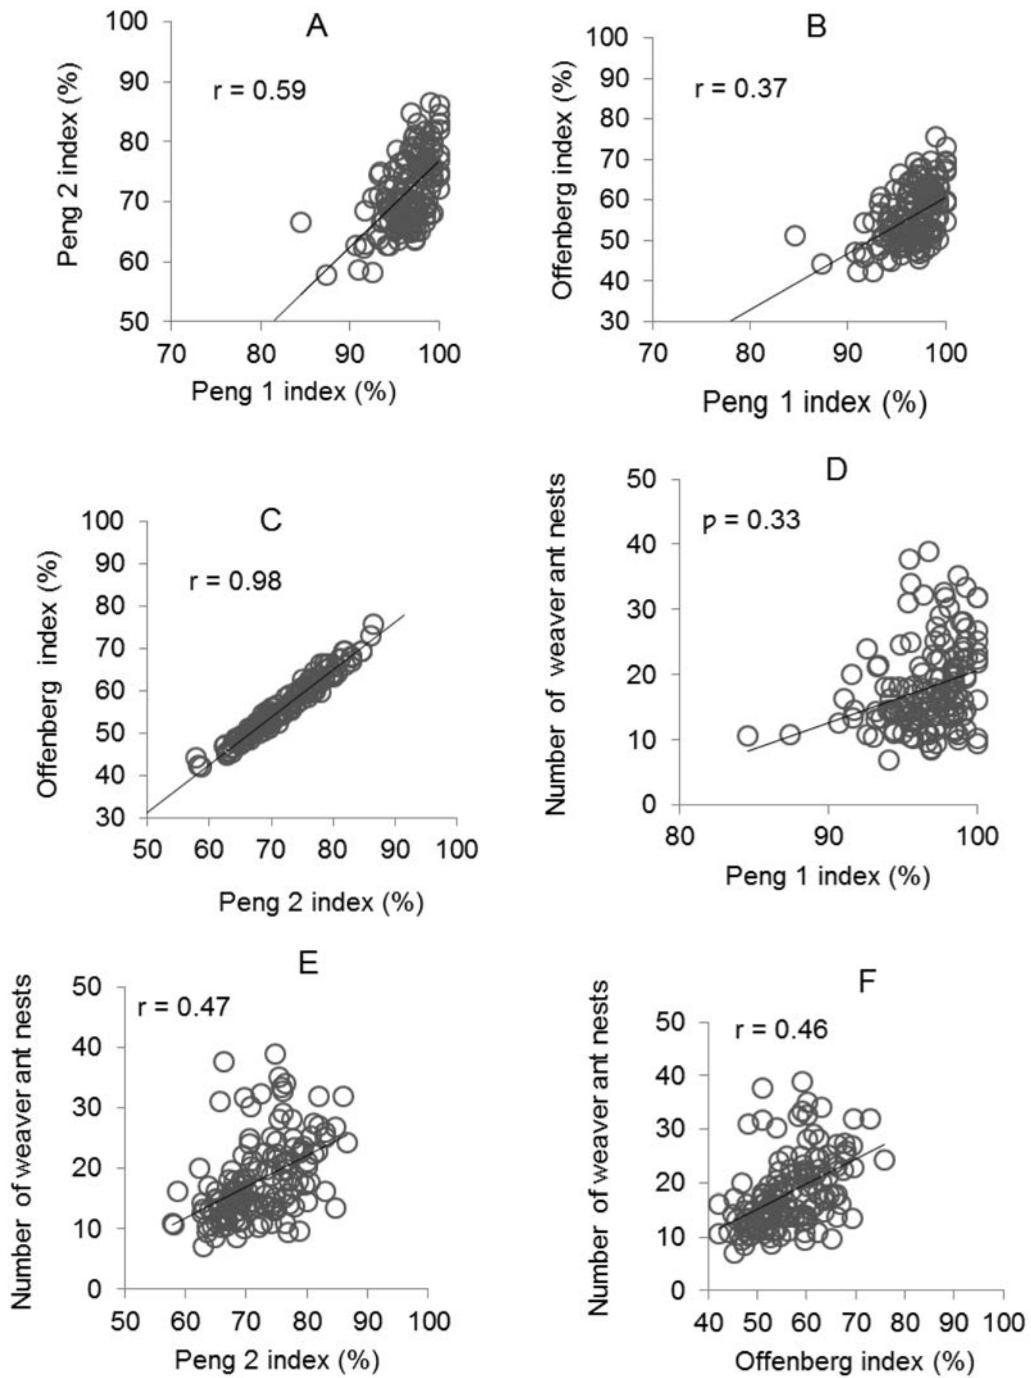 A
r = 0.59
Peng 2 index (%)
100
90
80
70
60
50
70 80 90 100
Peng 1 index (%)
B
r = 0.37
Offenberg index (%)
100
90
80
70
60
50
40
30
70 80 90 100
Peng 1 index (%)
C
r = 0.98
Offenberg index (%)
100
90
80
70
60
50
40
30
50 60 70 80 90 100
Peng 2 index (%)
D
p = 0.33
Number of weaver ant nests
50
40
30
20
10
0
80 90 100
Peng 1 index (%)
E
r = 0.47
Number of weaver ant nests
50
40
30
20
10
0
50 60 70 80 90 100
Peng 2 index (%)
F
r = 0.46
Number of weaver ant nests
50
40
30
20
10
0
40 50 60 70 80 90 100
Offenberg index (%)